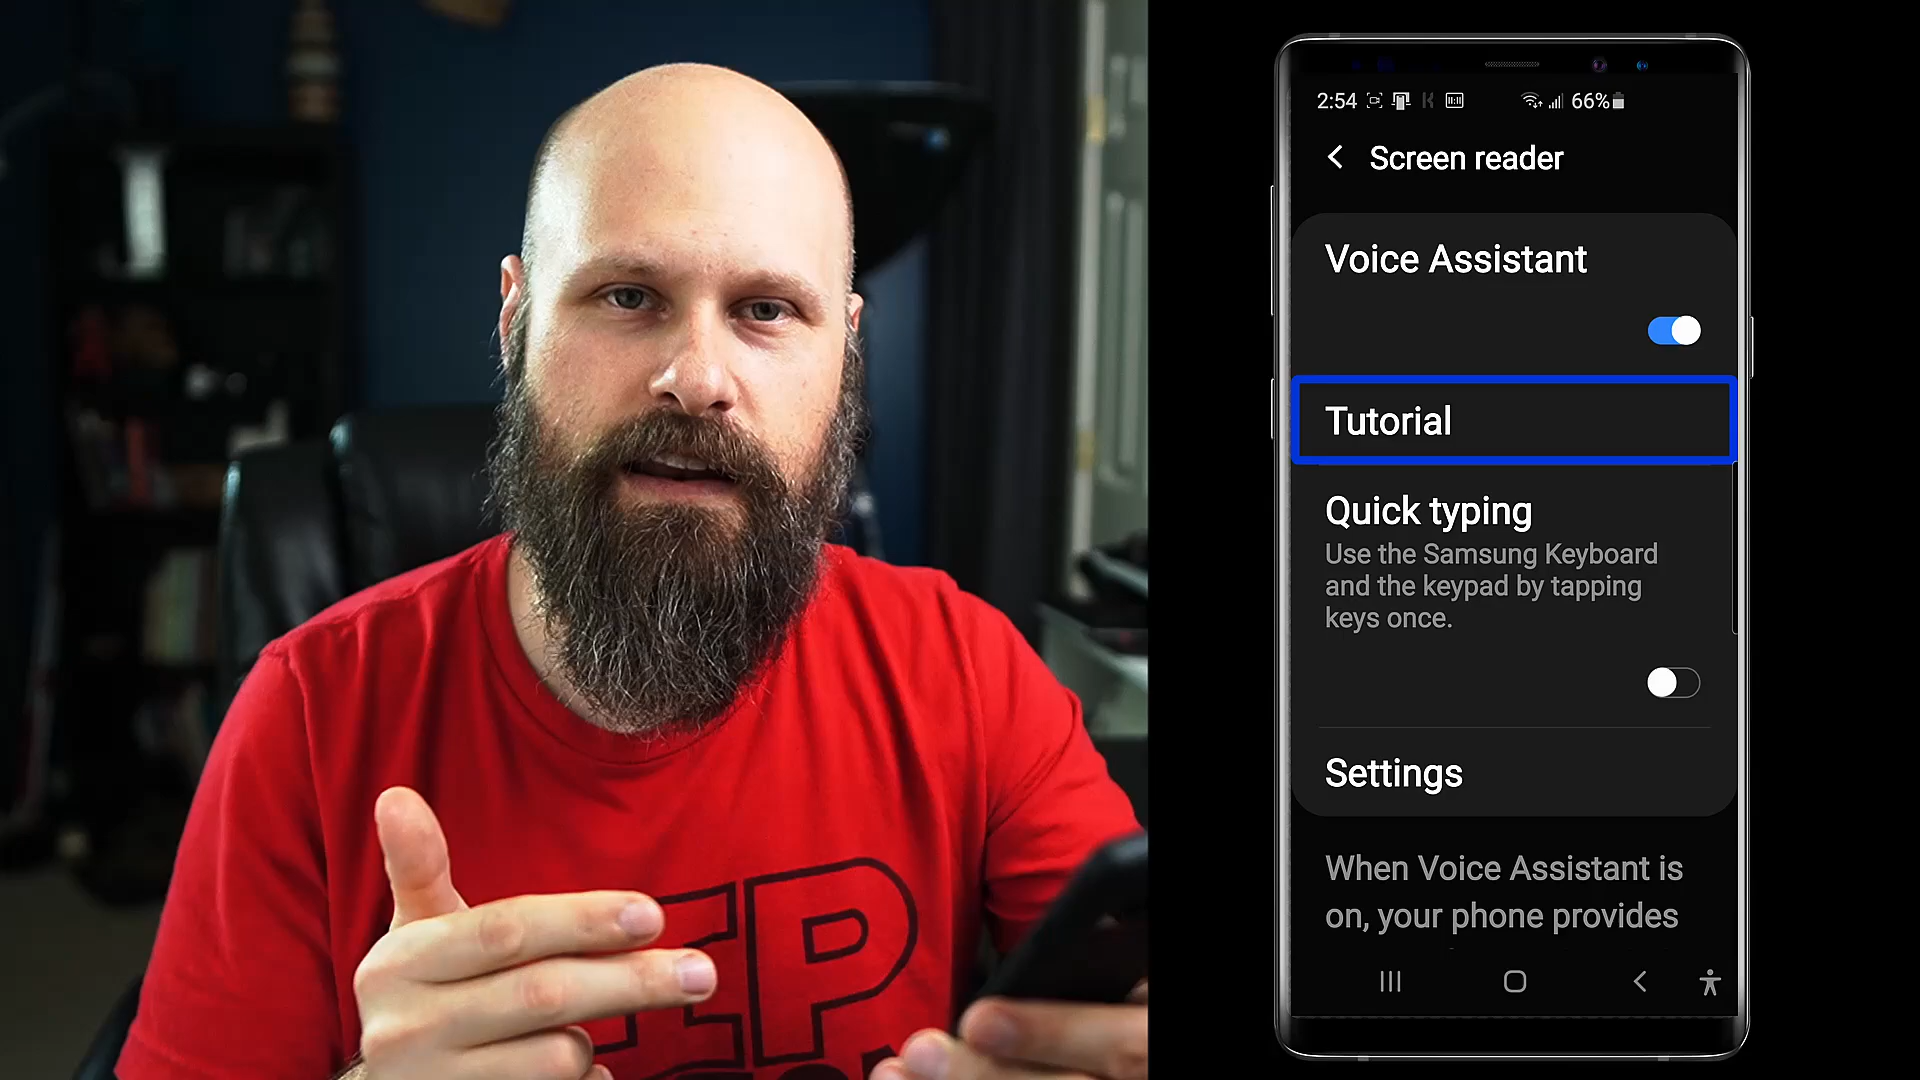 2:54
66%
Screen reader
Voice Assistant
Tutorial
Quick typing
Use the Samsung Keyboard
and the keypad by tapping
keys once.
Settings
When Voice Assistant is
on, your phone provides